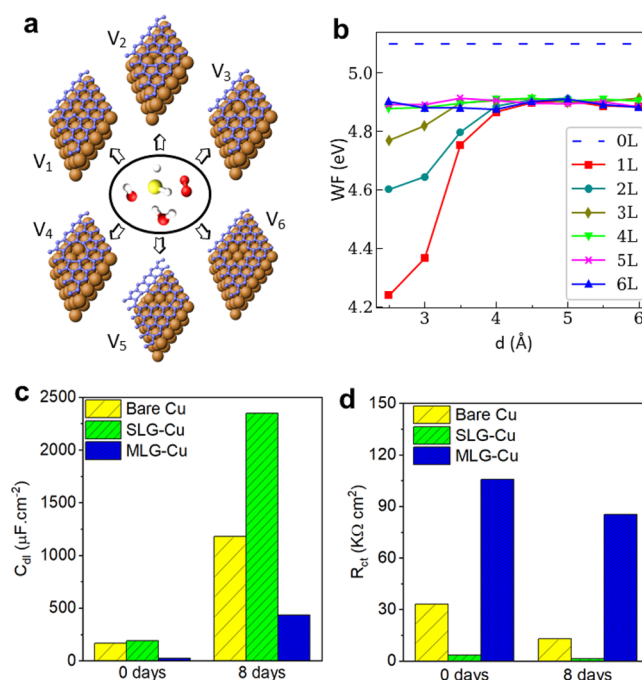 a
V₂
V₃
V₁
V₄
V₆
V₅
b
WF (eV)
5.0
4.8
4.6
4.4
4.2
3
4
5
6
d (Å)
0L
1L
2L
3L
4L
5L
6L
c
C_dl (μF.cm⁻²)
2500
2000
1500
1000
500
0
Bare Cu
SLG-Cu
MLG-Cu
0 days
8 days
d
R_ct (KΩ cm²)
150
120
90
60
30
0
Bare Cu
SLG-Cu
MLG-Cu
0 days
8 days